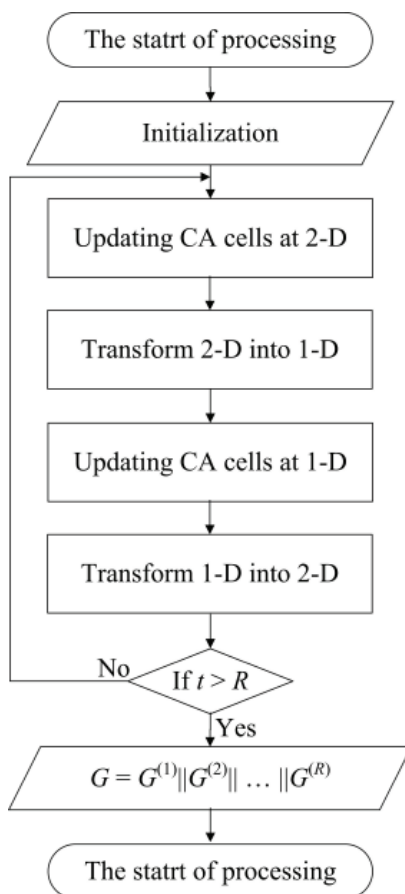 The statrt of processing
Initialization
Updating CA cells at 2-D
Transform 2-D into 1-D
Updating CA cells at 1-D
Transform 1-D into 2-D
No
If t > R
Yes
G = G^{(1)}||G^{(2)}|| … ||G^{(R)}
The statrt of processing